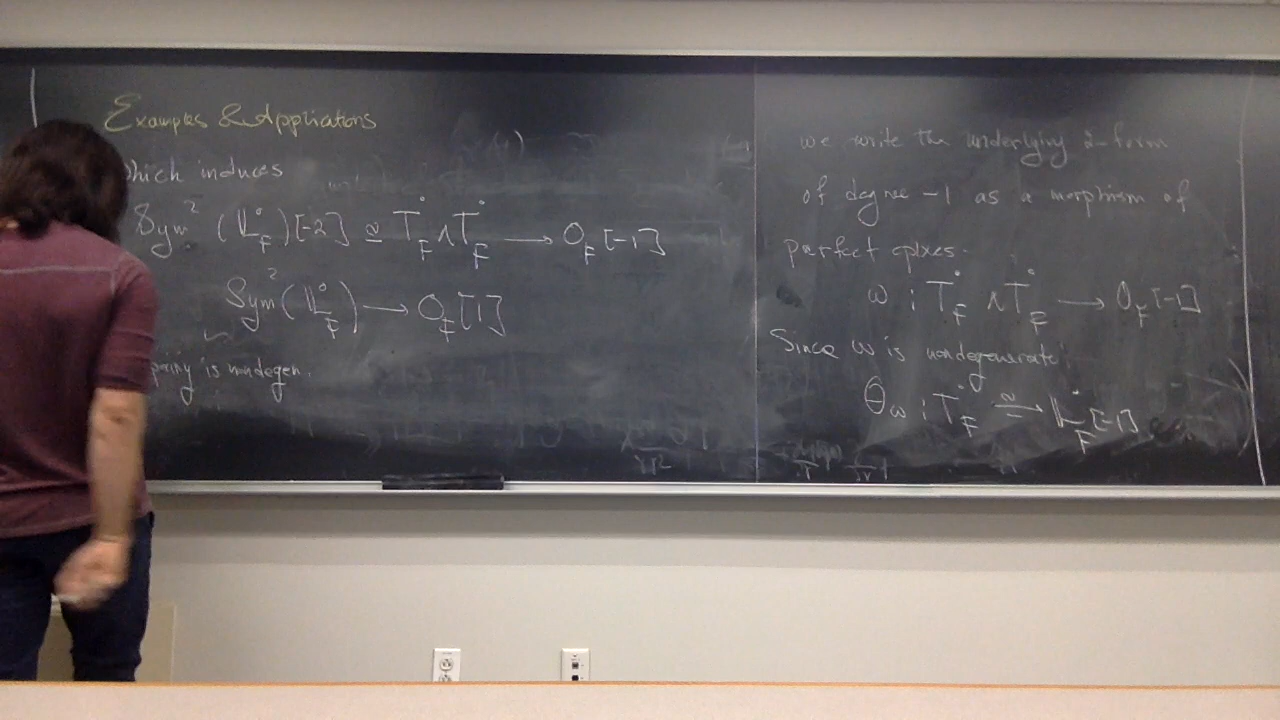 Examples & Applications
which induces
Sym² (𝕃•_F)[-2] ≅ T•_F ∧ T•_F ⟶ O_F[-1]
Sym²(𝕃•_F) ⟶ O_F[1]
pairing is nondegen.
we write the underlying 2-form
of degree -1 as a morphism of
perfect cplxes.
ω : T•_F ∧ T•_F ⟶ O_F[-1]
Since ω is nondegenerate
Θ_ω : T•_F ≅⟶ 𝕃•_F[-1]